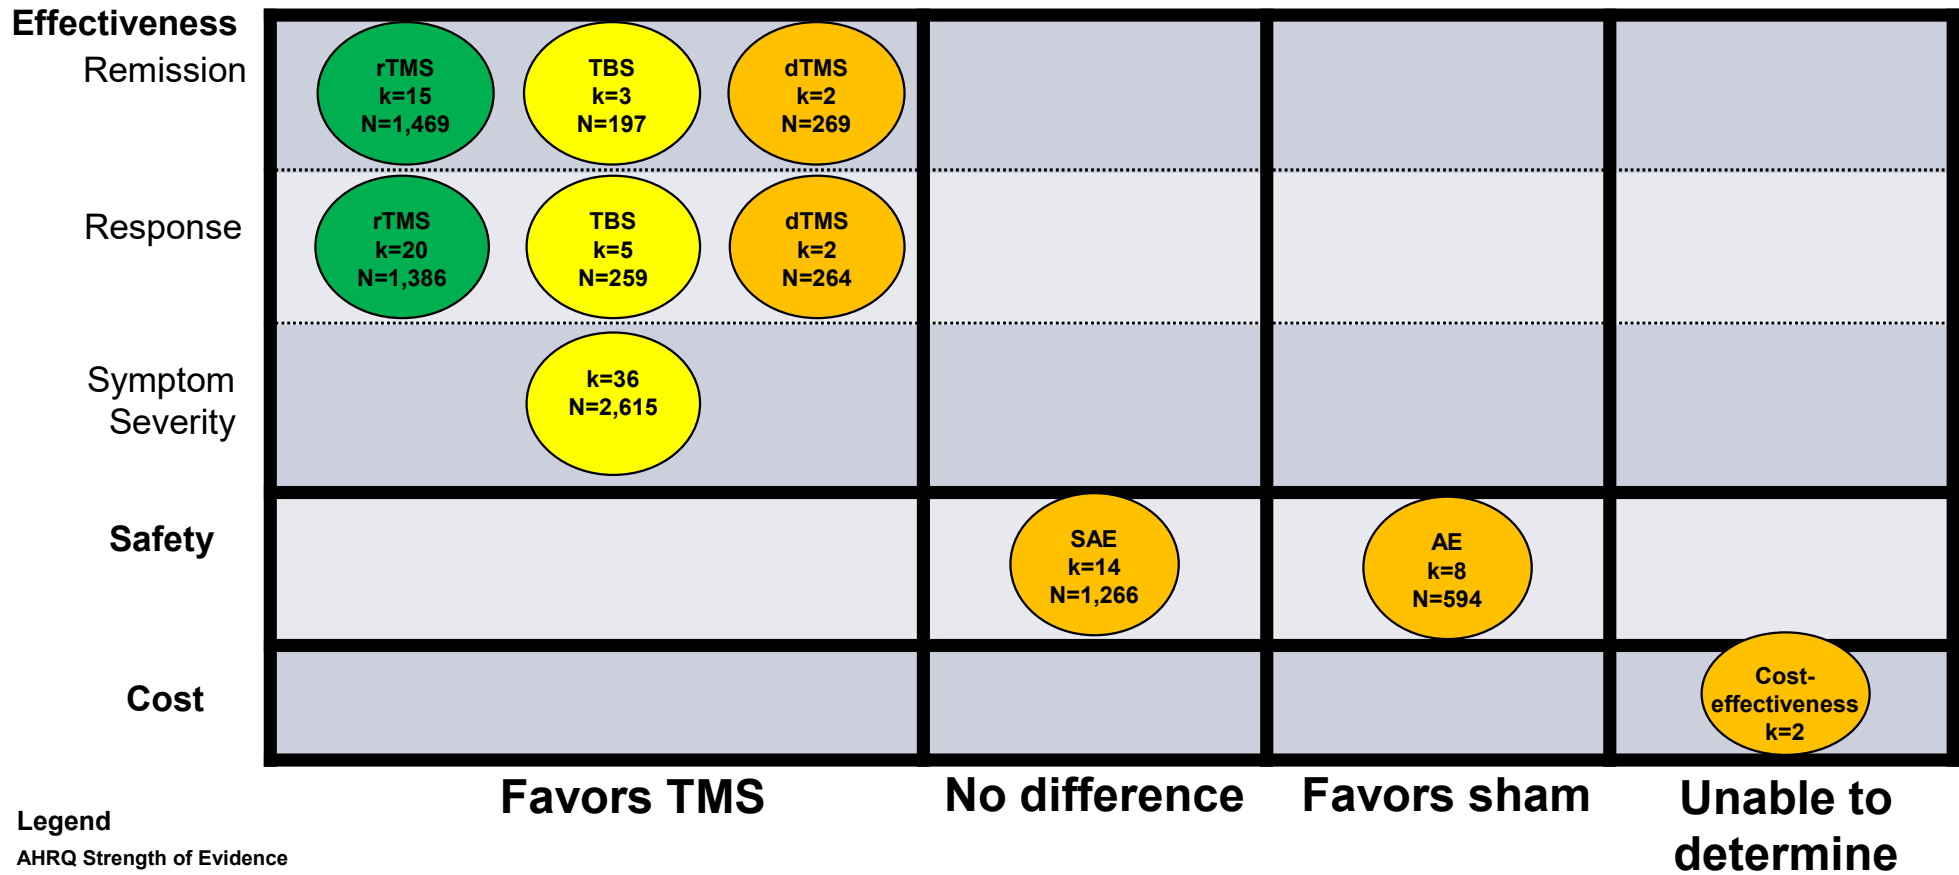 Effectiveness
Remission
rTMS
k=15
N=1,469
TBS
k=3
N=197
dTMS
k=2
N=269
Response
rTMS
k=20
N=1,386
TBS
k=5
N=259
dTMS
k=2
N=264
Symptom
Severity
k=36
N=2,615
Safety
SAE
k=14
N=1,266
AE
k=8
N=594
Cost
Cost-
effectiveness
k=2
Favors TMS
No difference
Favors sham
Unable to
determine
Legend
AHRQ Strength of Evidence